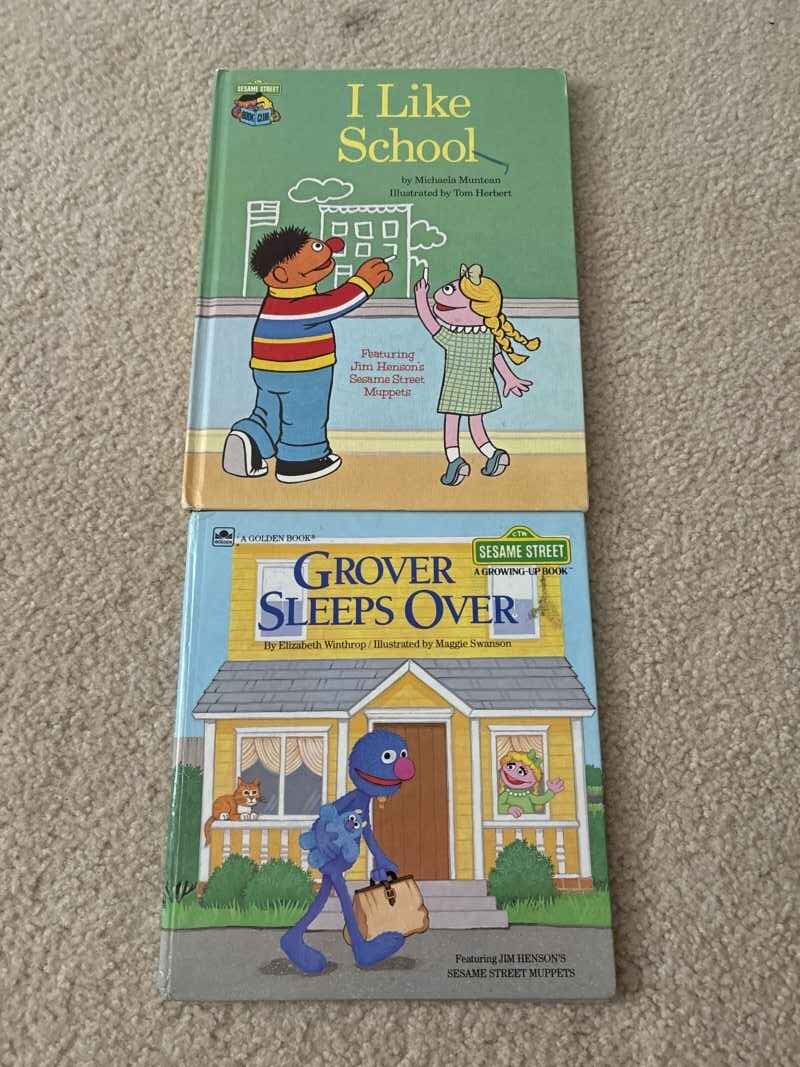 SESAME STREET
BOOK CLUB
I Like
School
by Michaela Muntean
Illustrated by Tom Herbert
Featuring
Jim Henson's
Sesame Street
Muppets
GOLDEN
A GOLDEN BOOK®
CTW
SESAME STREET
A GROWING-UP BOOK™
GROVER
SLEEPS OVER
By Elizabeth Winthrop / Illustrated by Maggie Swanson
Featuring JIM HENSON'S
SESAME STREET MUPPETS